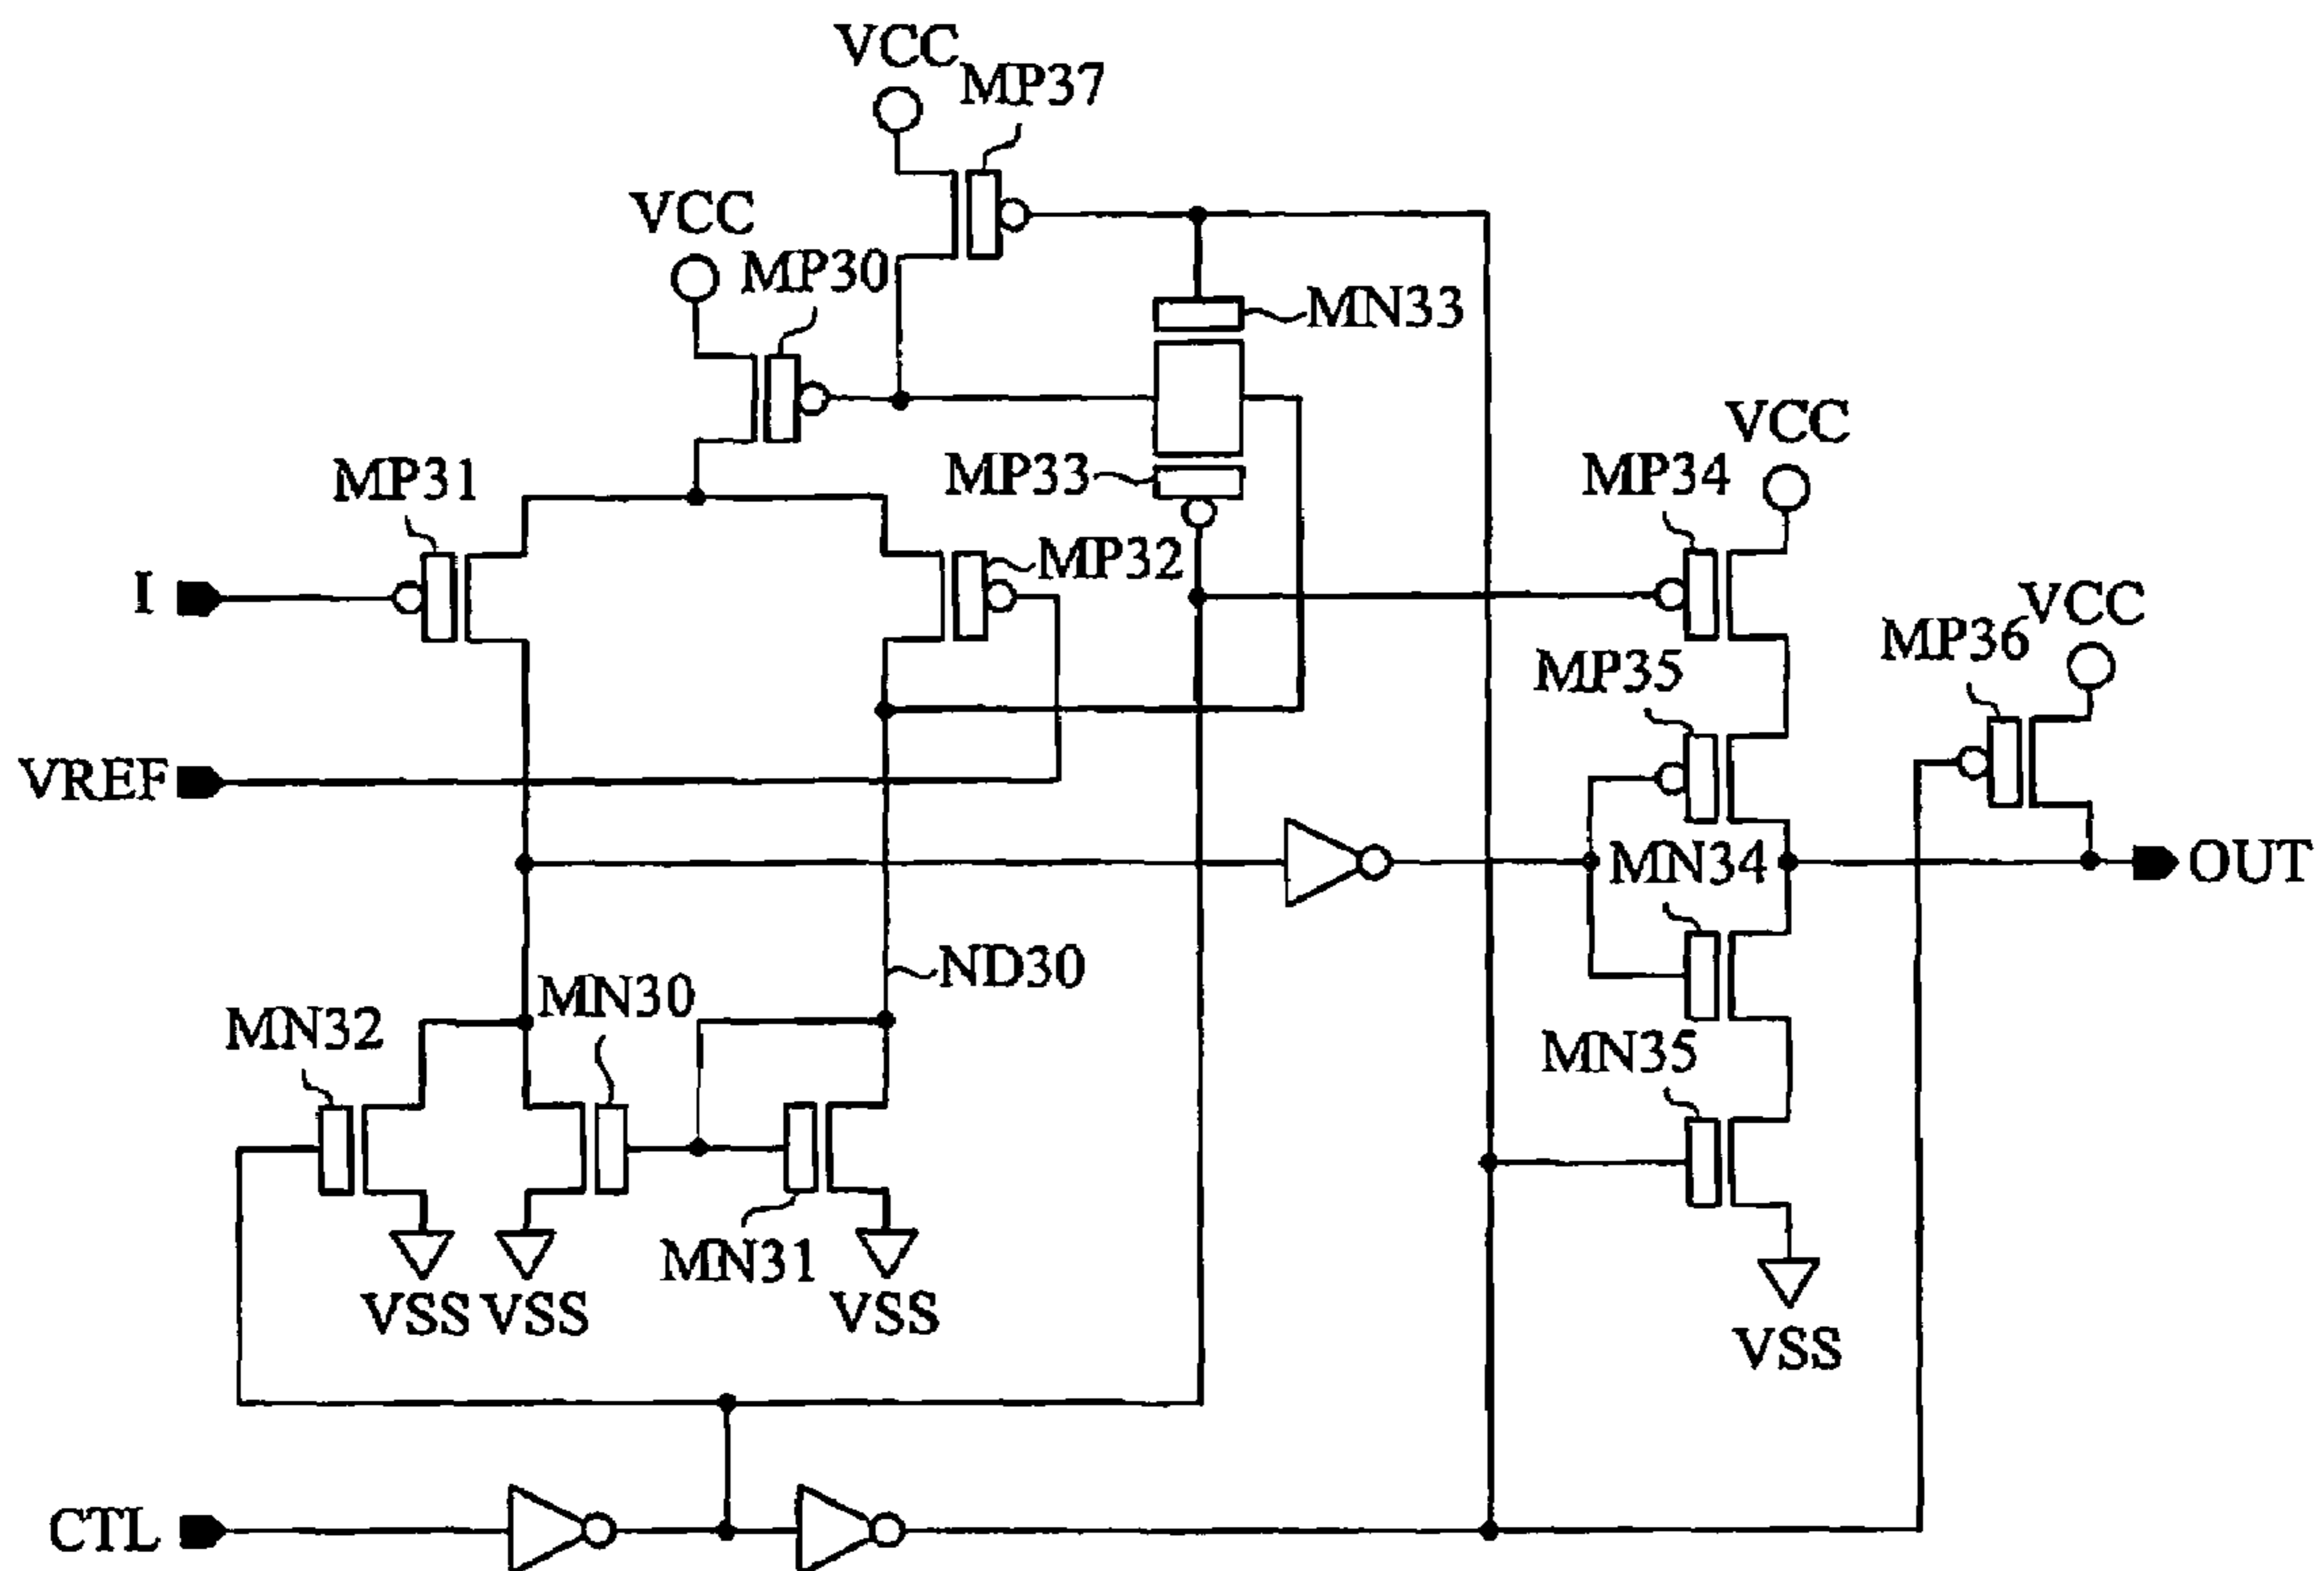 VCC
MP37
VCC
MP30
MN33
VCC
MP31
MP33
MP34
MP32
I
VCC
MP36
MP35
VREF
MN34
OUT
ND30
MN30
MN32
MN35
MN31
VSS
VSS
VSS
VSS
CTL